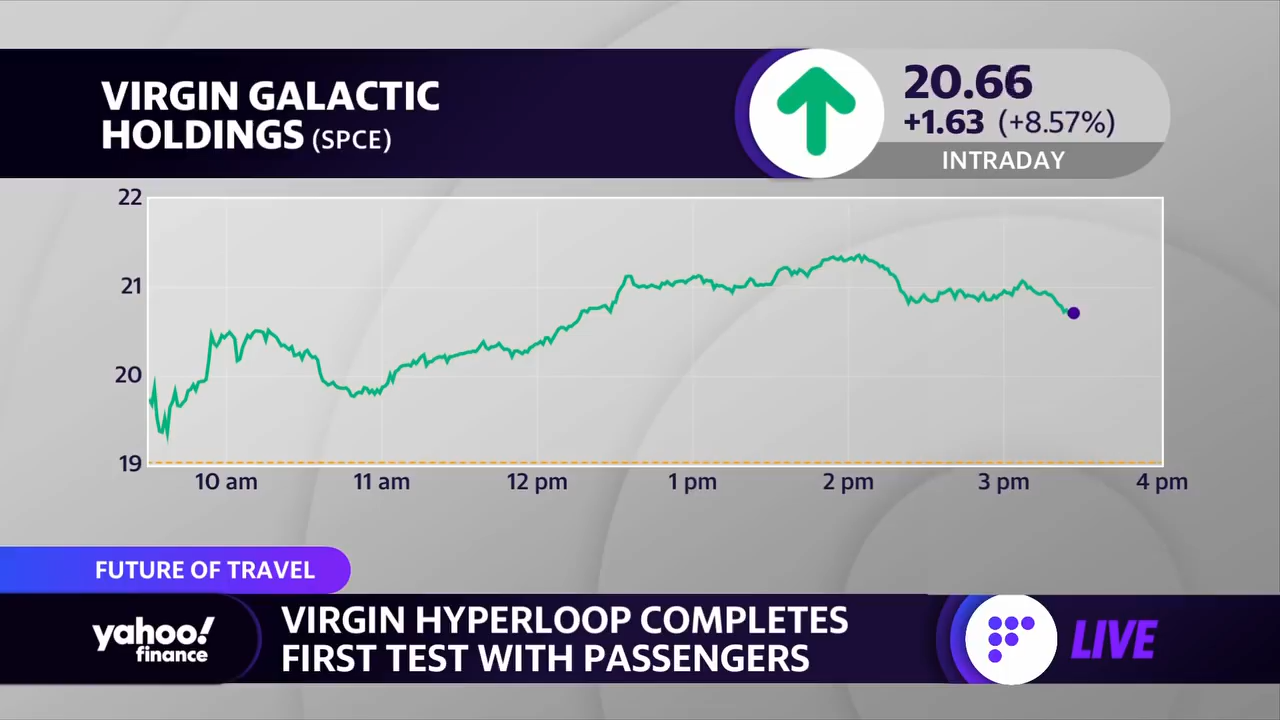 VIRGIN GALACTIC
HOLDINGS (SPCE)
20.66
+1.63 (+8.57%)
INTRADAY
22
21
20
19
10 am 11 am 12 pm 1 pm 2 pm 3 pm 4 pm
FUTURE OF TRAVEL
yahoo!
finance
VIRGIN HYPERLOOP COMPLETES
FIRST TEST WITH PASSENGERS
LIVE